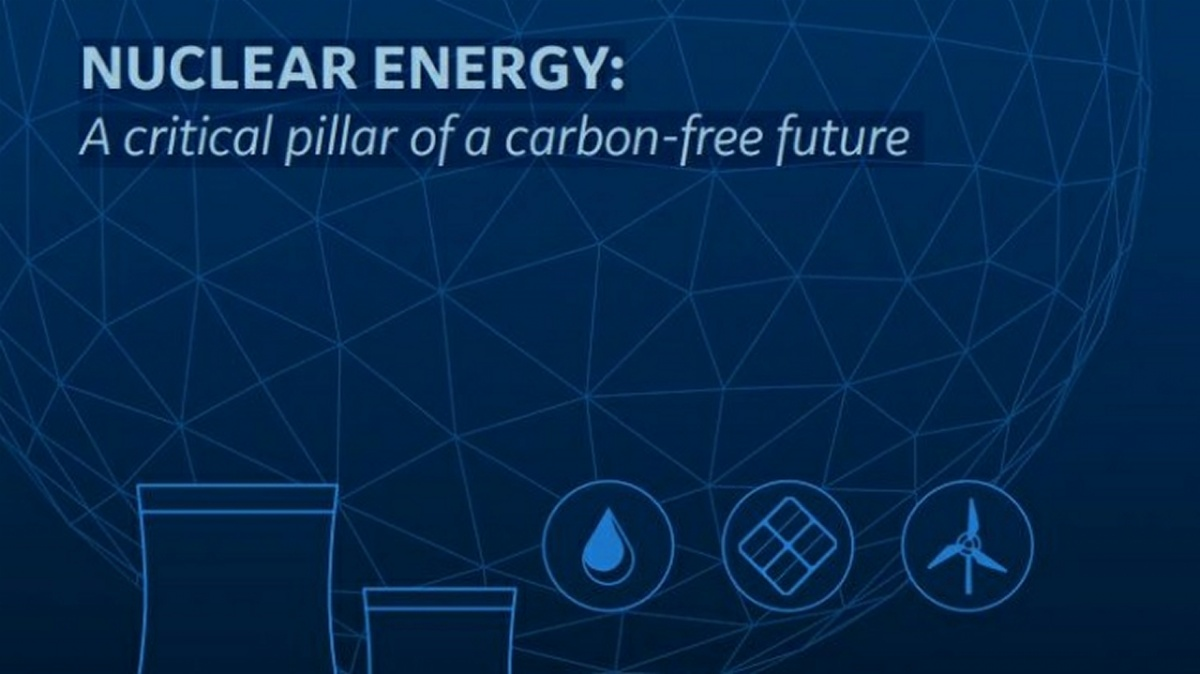 NUCLEAR ENERGY:
A critical pillar of a carbon-free future